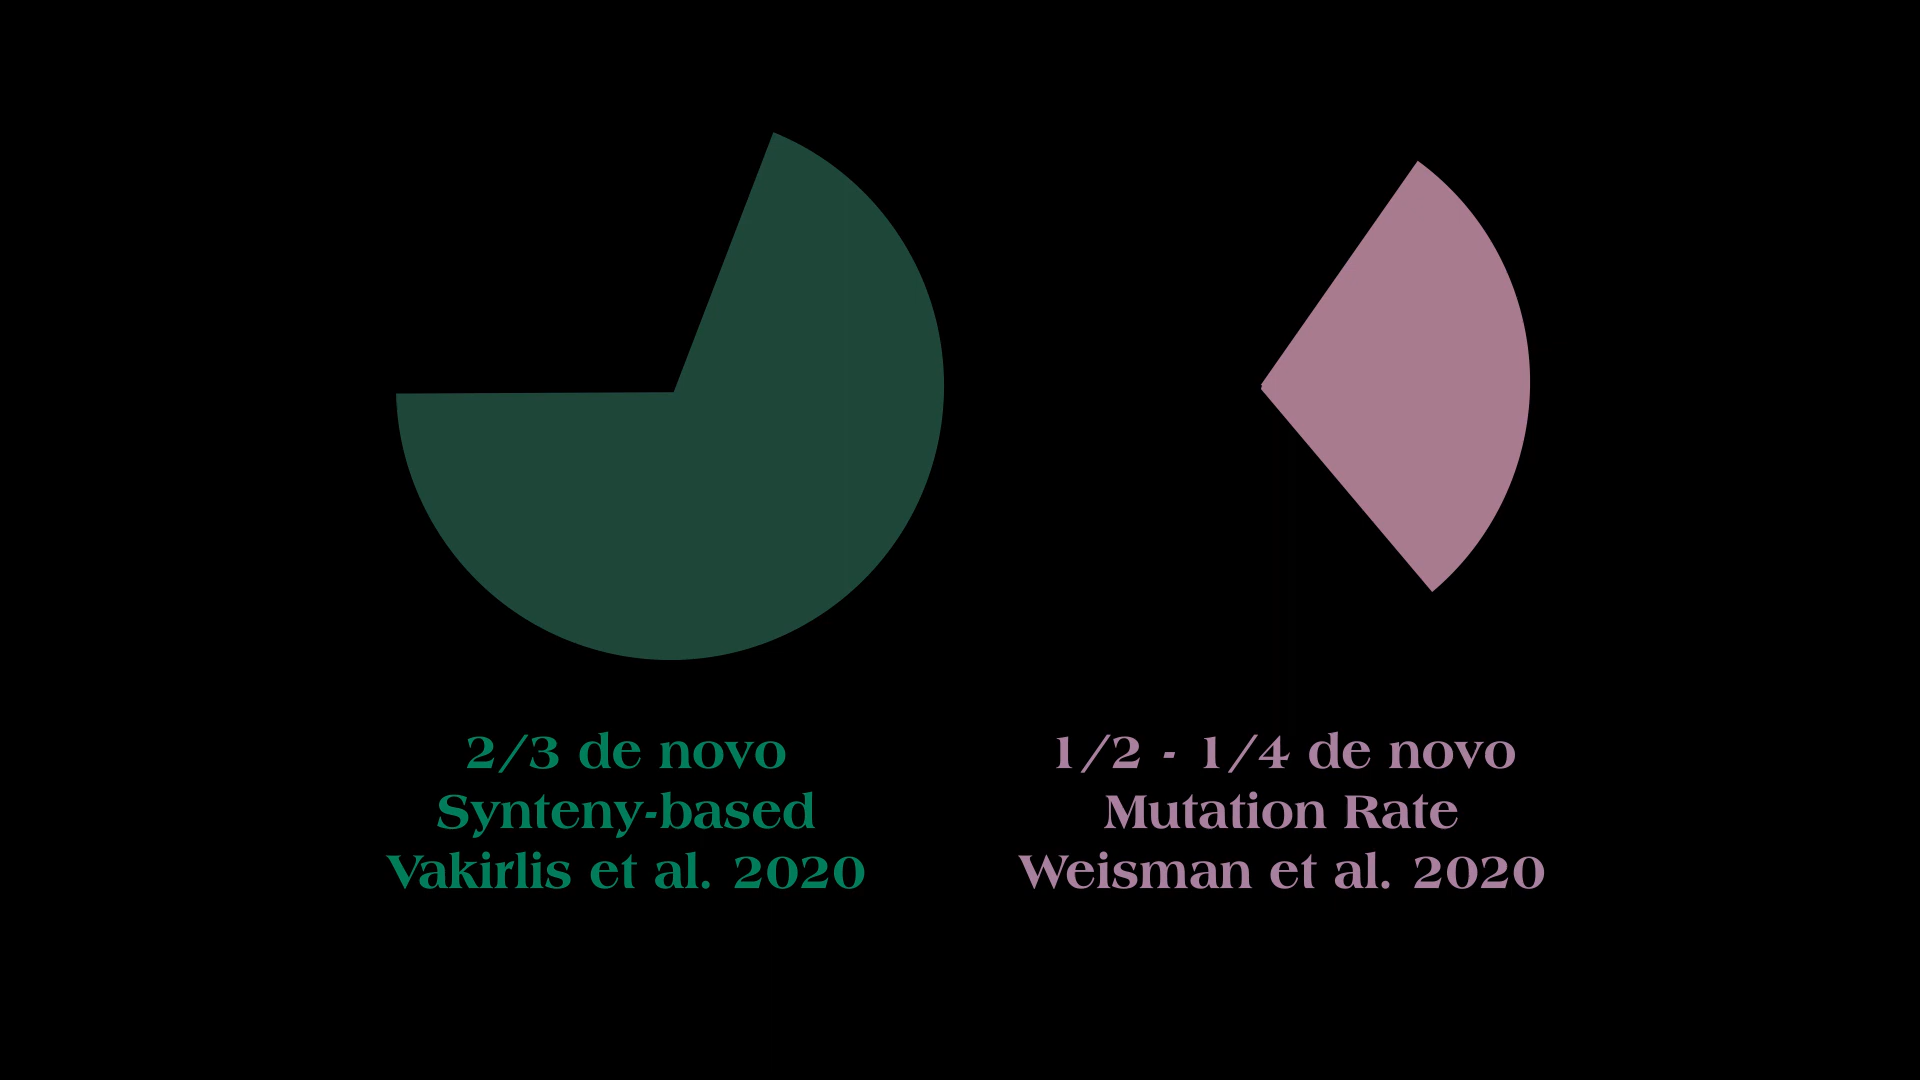 2/3 de novo
Synteny-based
Vakirlis et al. 2020
1/2 - 1/4 de novo
Mutation Rate
Weisman et al. 2020